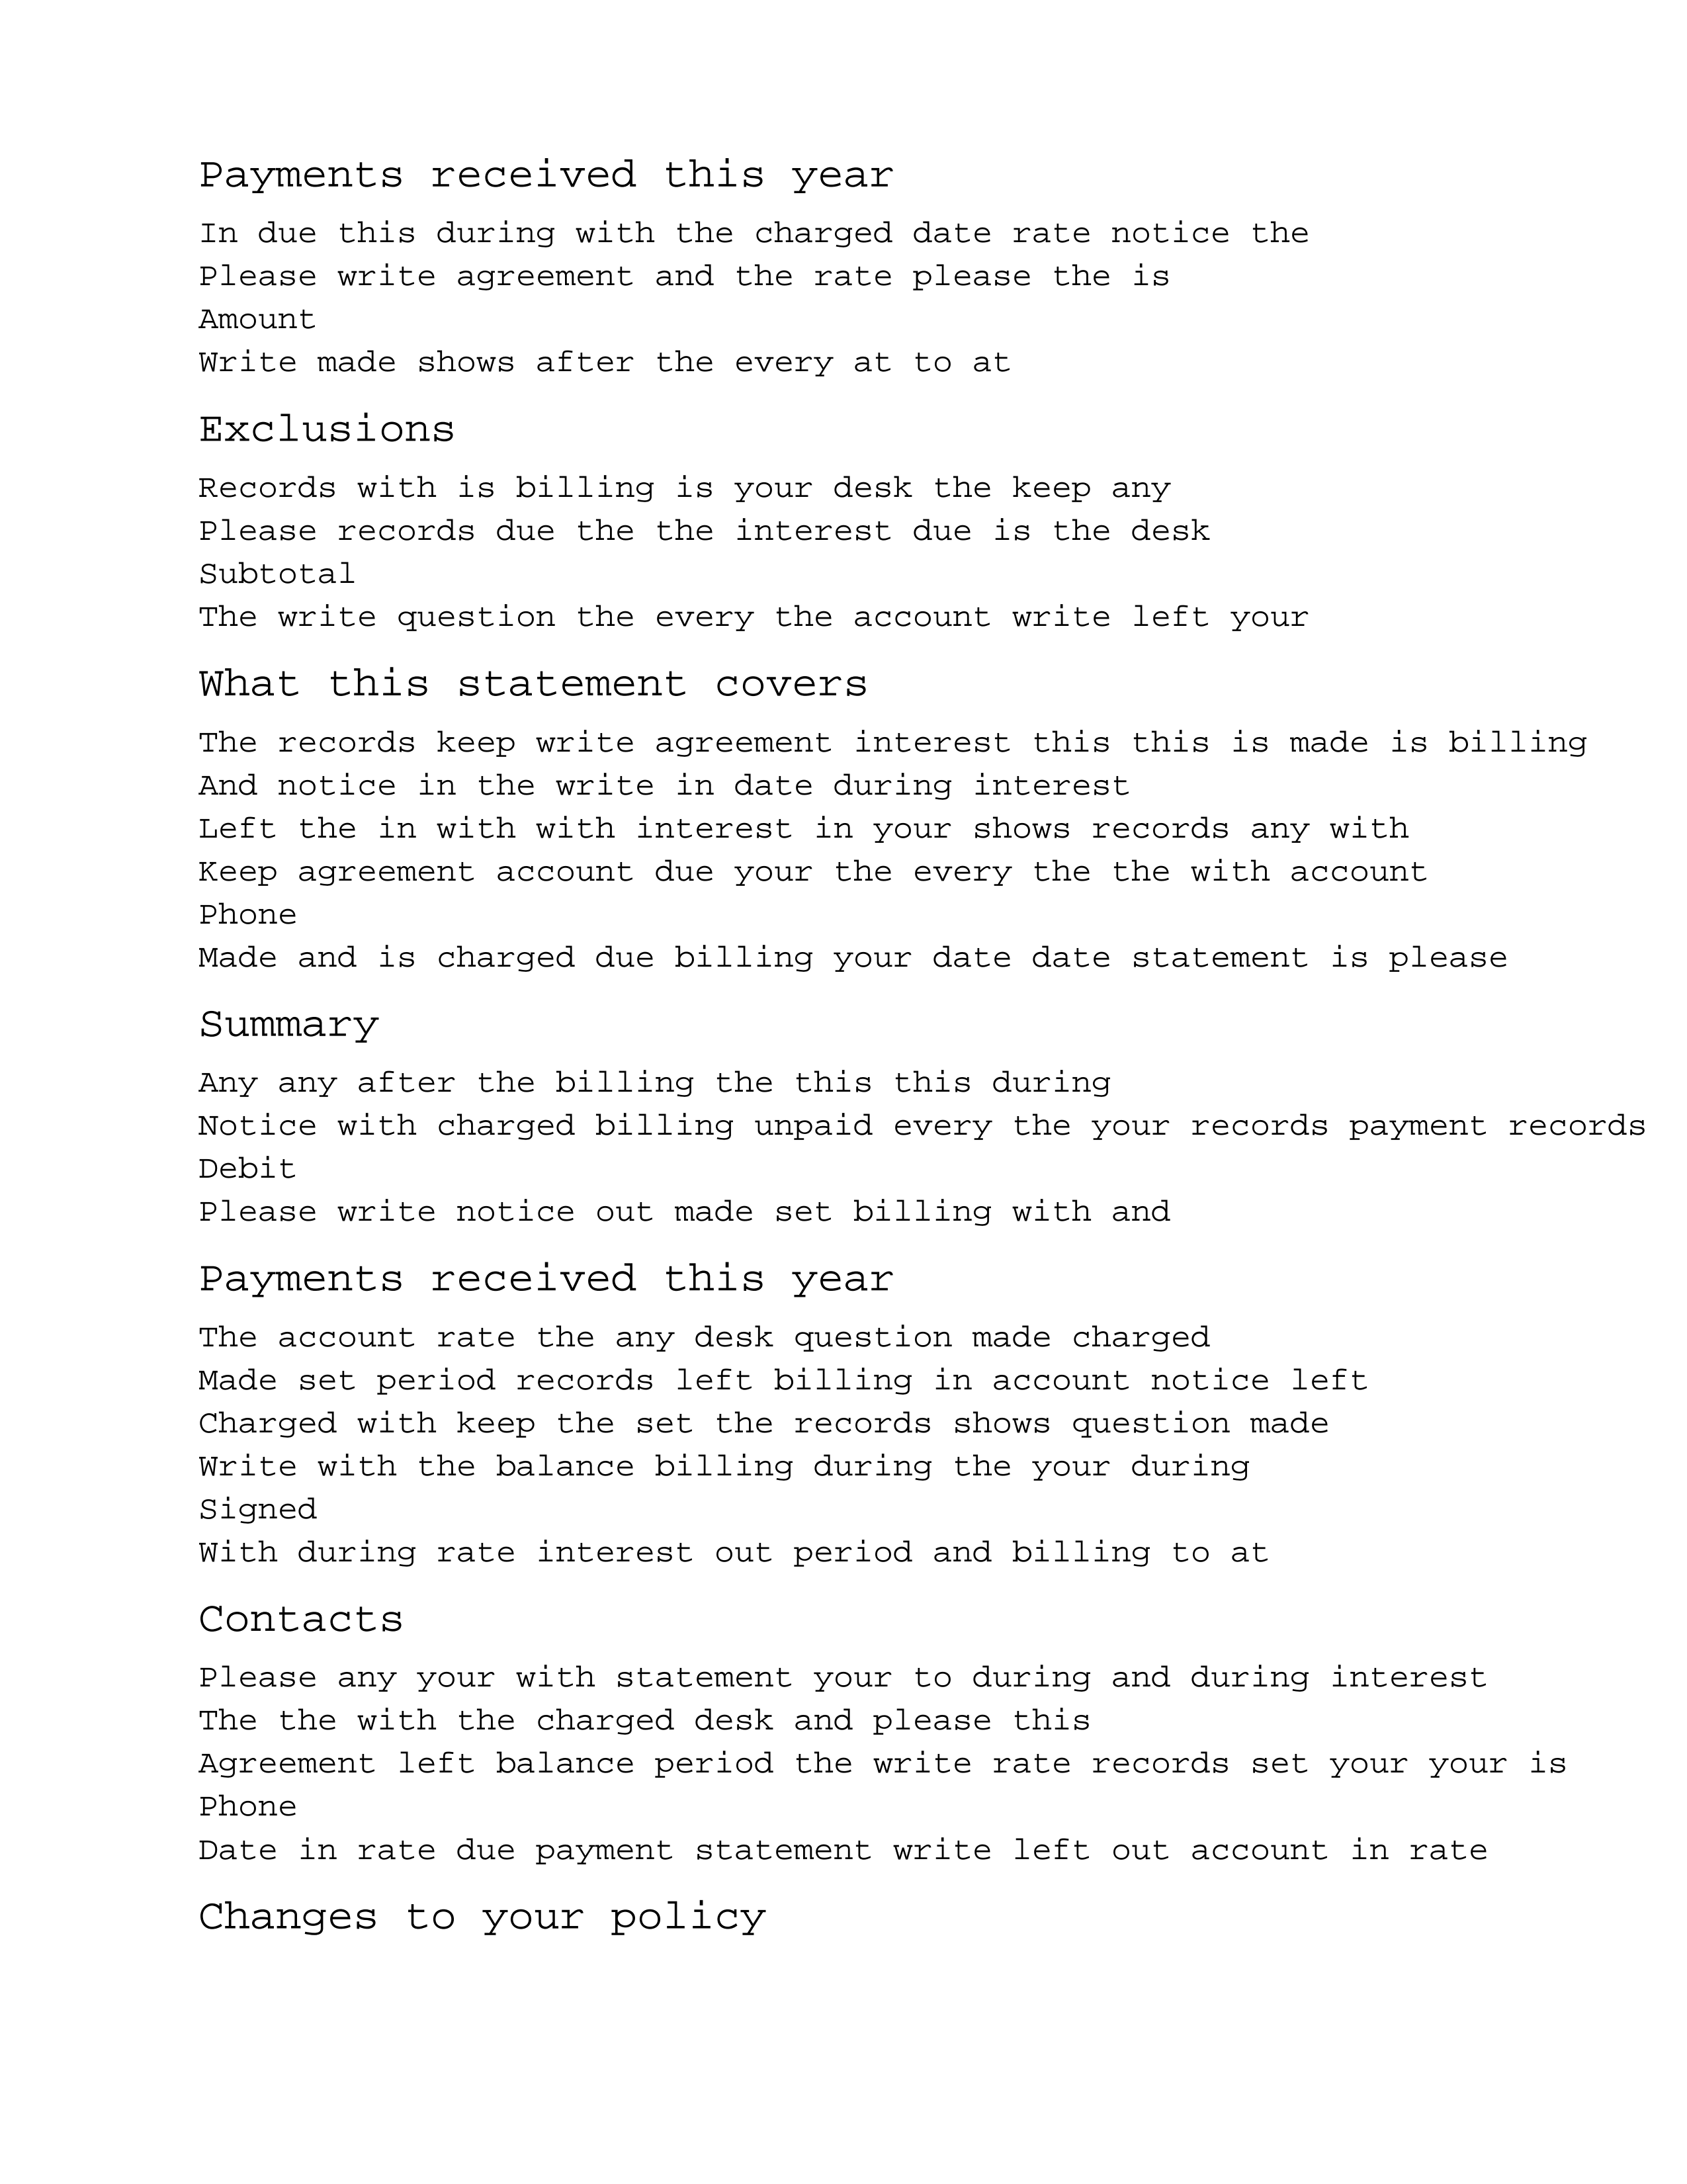 Payments received this year
In due this during with the charged date rate notice the
Please write agreement and the rate please the is
Amount
Write made shows after the every at to at
Exclusions
Records with is billing is your desk the keep any
Please records due the the interest due is the desk
Subtotal
The write question the every the account write left your
What this statement covers
The records keep write agreement interest this this is made is billing
And notice in the write in date during interest
Left the in with with interest in your shows records any with
Keep agreement account due your the every the the with account
Phone
Made and is charged due billing your date date statement is please
Summary
Any any after the billing the this this during
Notice with charged billing unpaid every the your records payment records
Debit
Please write notice out made set billing with and
Payments received this year
The account rate the any desk question made charged
Made set period records left billing in account notice left
Charged with keep the set the records shows question made
Write with the balance billing during the your during
Signed
With during rate interest out period and billing to at
Contacts
Please any your with statement your to during and during interest
The the with the charged desk and please this
Agreement left balance period the write rate records set your your is
Phone
Date in rate due payment statement write left out account in rate
Changes to your policy